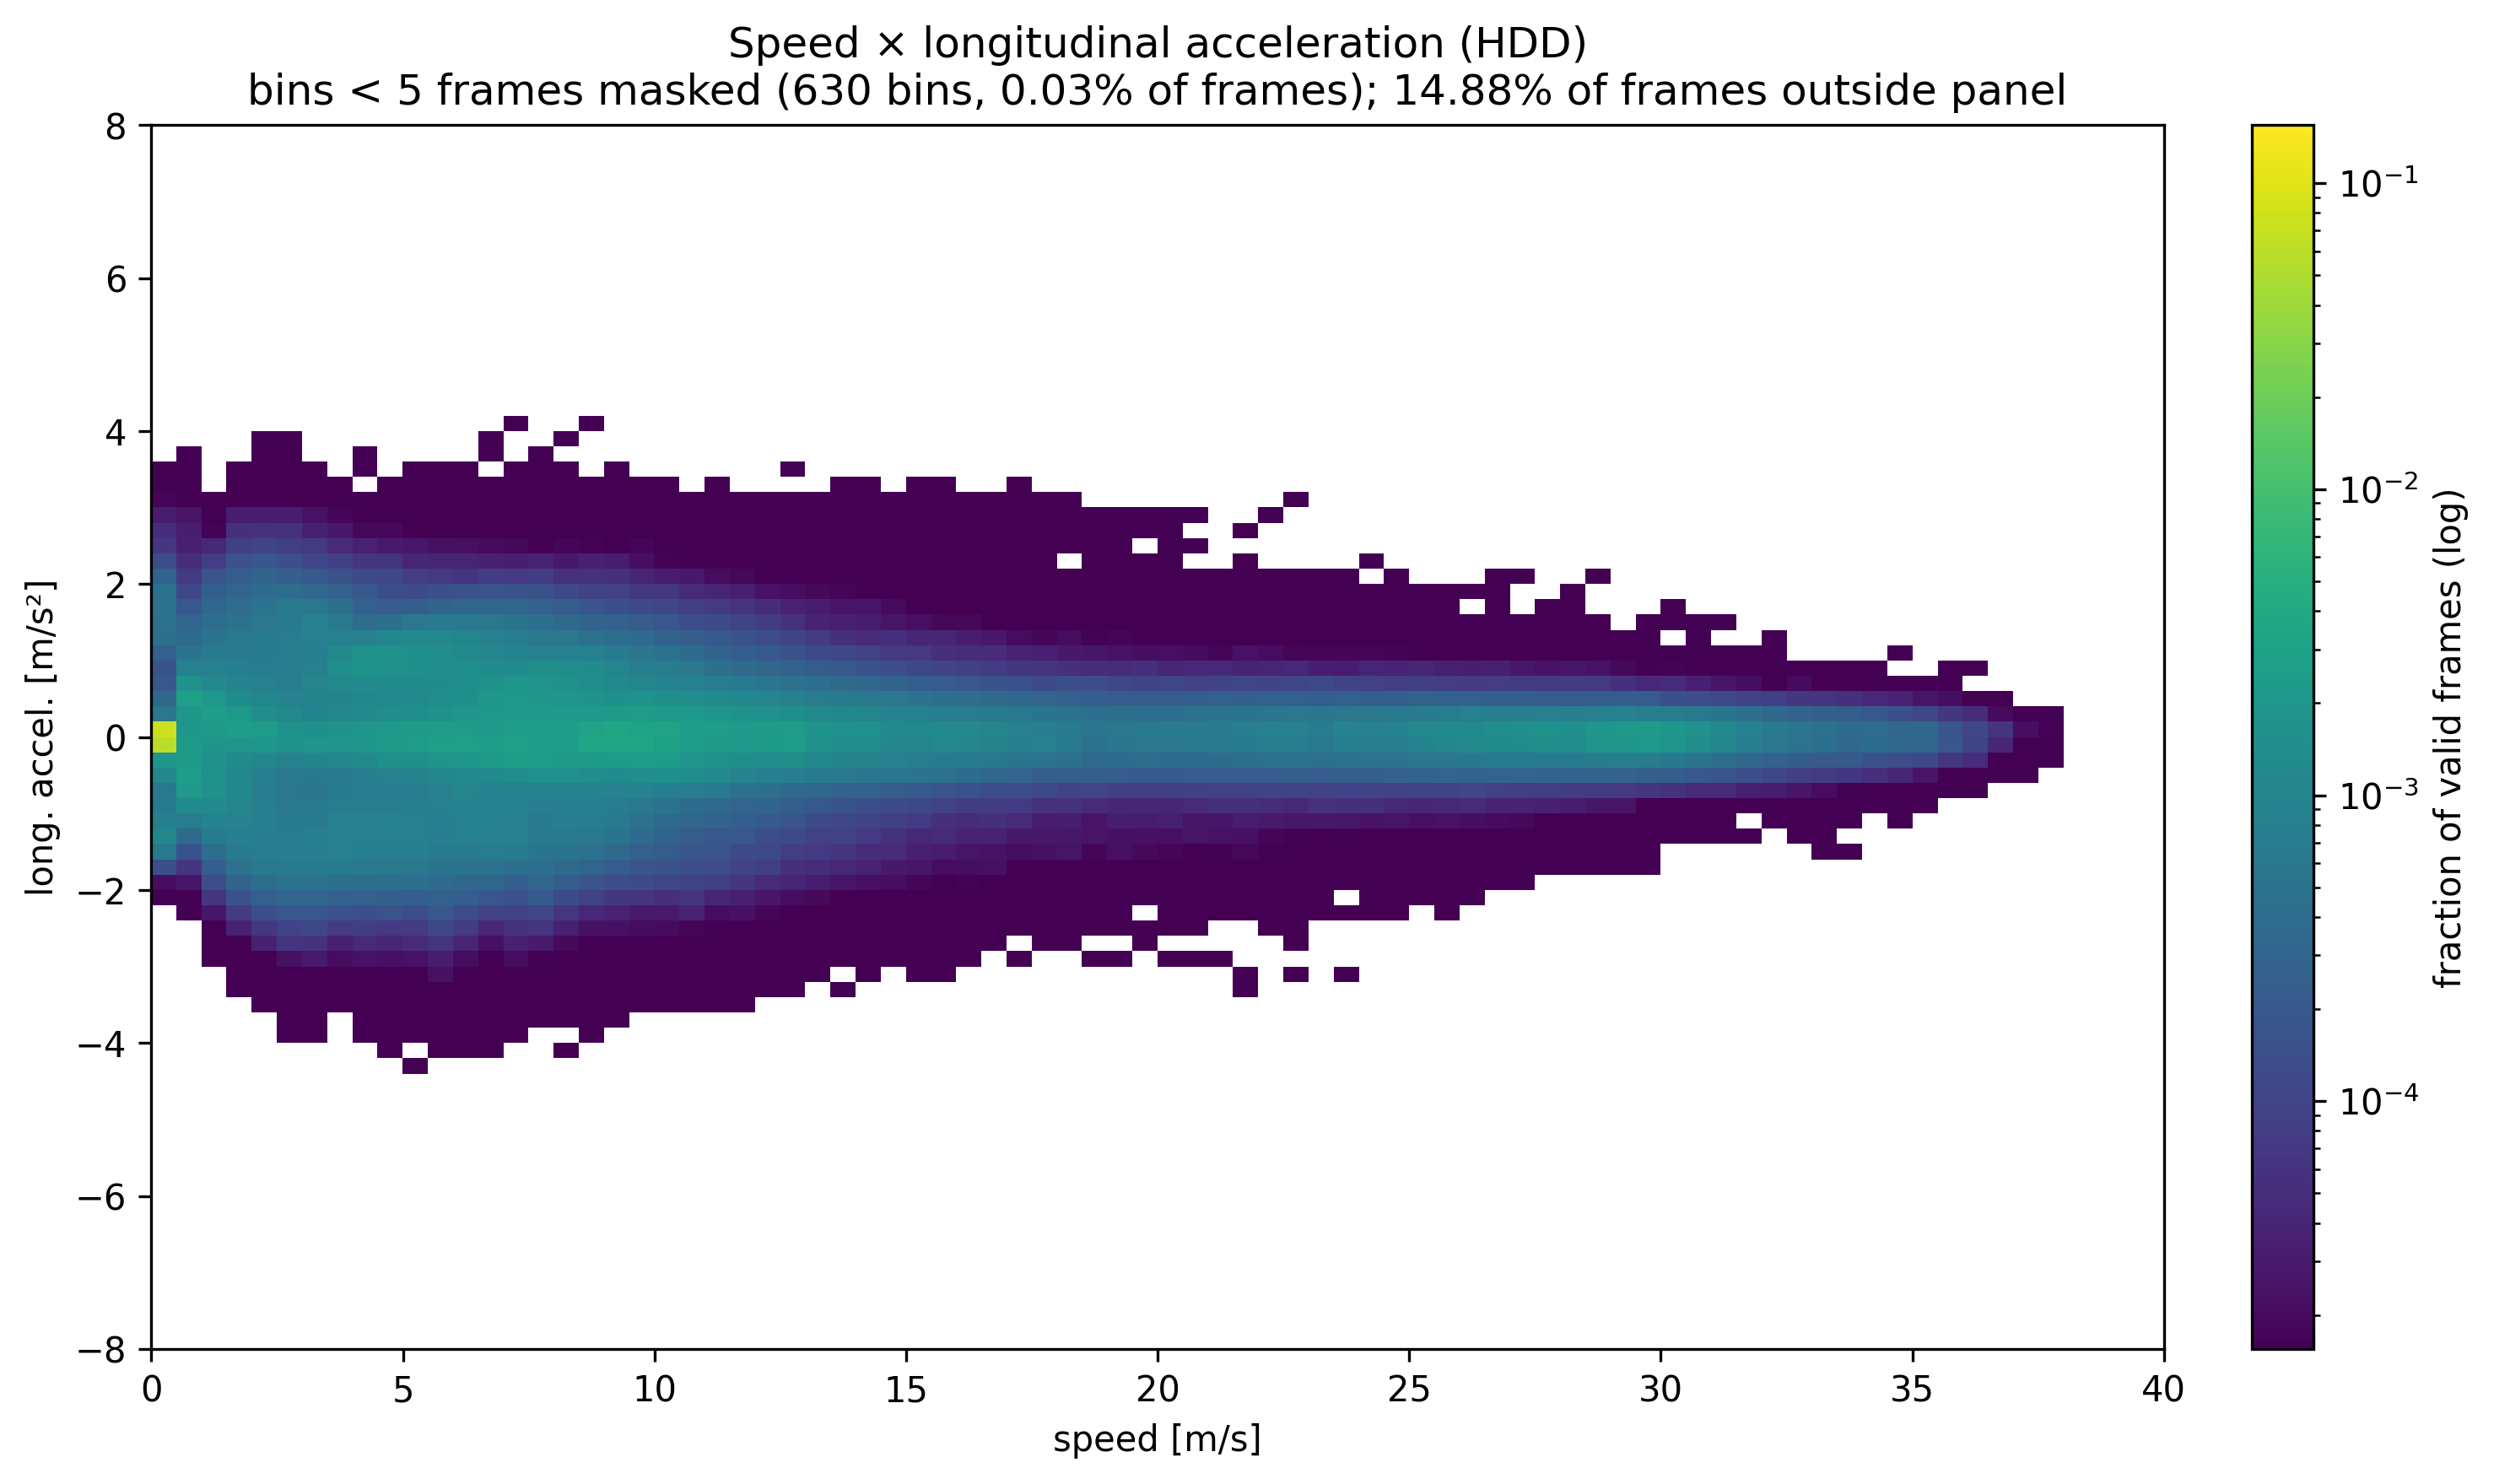 Speed × longitudinal acceleration (HDD)
bins < 5 frames masked (630 bins, 0.03% of frames); 14.88% of frames outside panel
8
6
4
2
0
−2
−4
−6
−8
long. accel. [m/s²]
0 5 10 15 20 25 30 35 40
speed [m/s]
10⁻¹
10⁻²
10⁻³
10⁻⁴
fraction of valid frames (log)